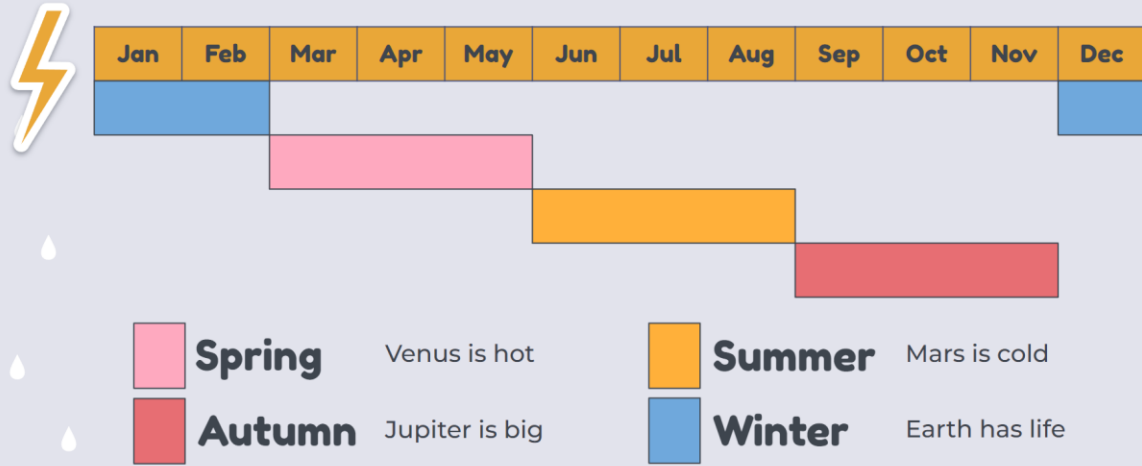 Jan Feb Mar Apr May Jun Jul Aug Sep Oct Nov Dec
Spring Venus is hot
Summer Mars is cold
Autumn Jupiter is big
Winter Earth has life